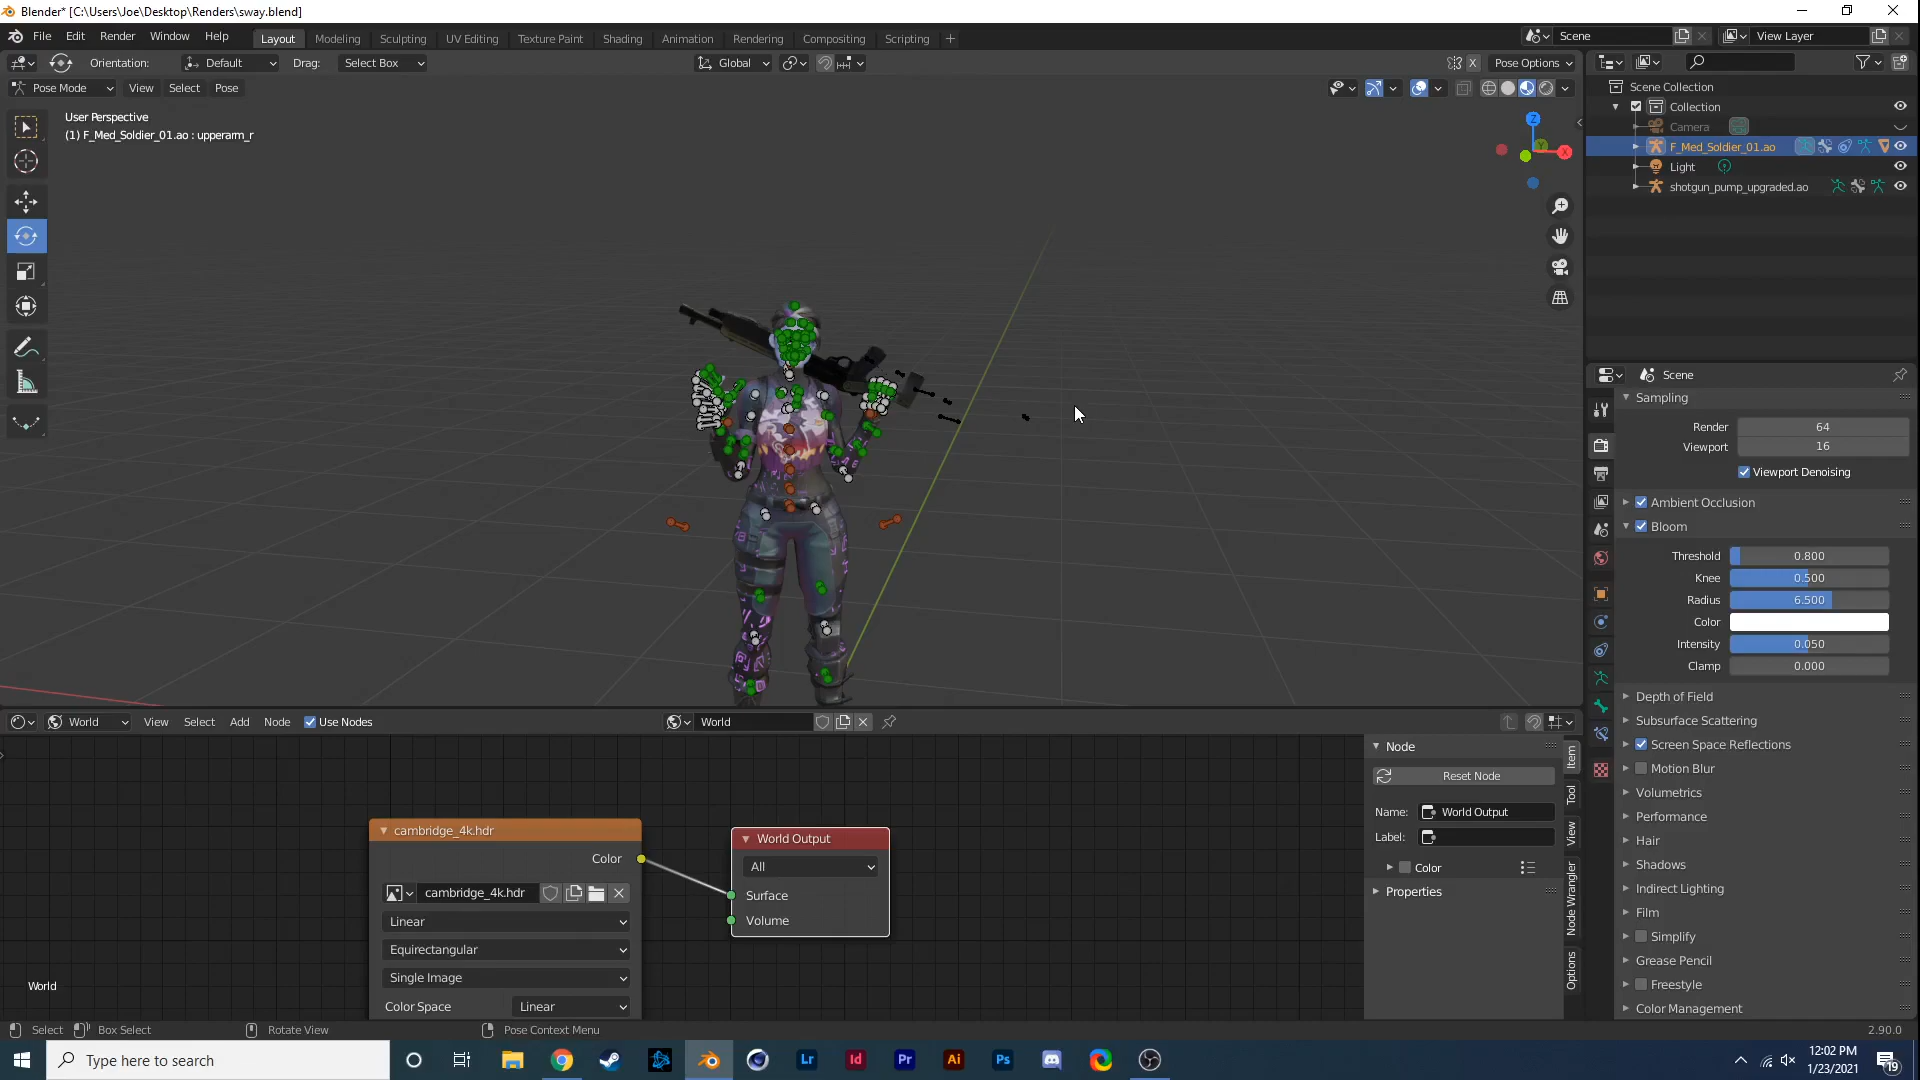 Blender* [C:\Users\Joe\Desktop\Renders\sway.blend]
File Edit Render Window Help Layout Modeling Sculpting UV Editing Texture Paint Shading Animation Rendering Compositing Scripting + Scene View Layer
Orientation: Default Drag: Select Box Global X Pose Options
Pose Mode View Select Pose
User Perspective
(1) F_Med_Soldier_01.ao : upperarm_r
Z
Scene Collection
Collection
Camera
F_Med_Soldier_01.ao
Light
shotgun_pump_upgraded.ao
Scene
Sampling
Render 64
Viewport 16
Viewport Denoising
Ambient Occlusion
Bloom
Threshold 0.800
Knee 0.500
Radius 6.500
Color
Intensity 0.050
Clamp 0.000
Depth of Field
Subsurface Scattering
Screen Space Reflections
Motion Blur
Volumetrics
Performance
Hair
Shadows
Indirect Lighting
Film
Simplify
Grease Pencil
Freestyle
Color Management
World View Select Add Node Use Nodes World
cambridge_4k.hdr
Color
cambridge_4k.hdr
Linear
Equirectangular
Single Image
Color Space Linear
World Output
All
Surface
Volume
World
Node
Reset Node
Name: World Output
Label:
Color
Properties
Item
Tool
View
Node Wrangler
Options
Select Box Select Rotate View Pose Context Menu 2.90.0
Type here to search
Lr Id Pr Ai Ps
12:02 PM
1/23/2021
19